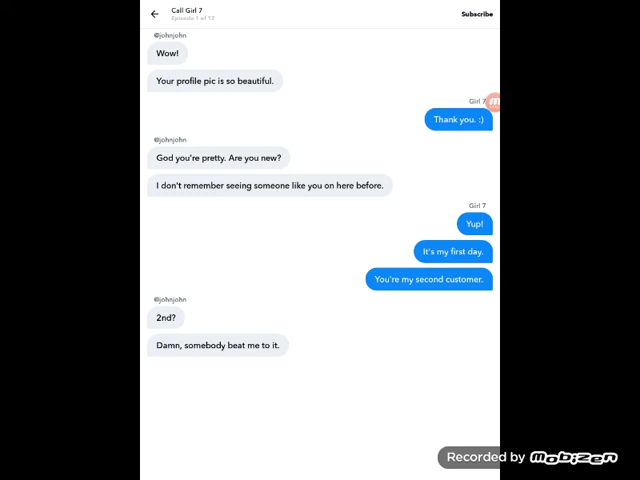 Call Girl 7
Subscribe
Episode 1 of 12
@johnjohn
Wow!
Your profile pic is so beautiful.
Girl 7
Thank you. :)
@johnjohn
God you're pretty. Are you new?
I don't remember seeing someone like you on here before.
Girl 7
Yup!
It's my first day.
You're my second customer.
@johnjohn
2nd?
Damn, somebody beat me to it.
Recorded by Mobizen